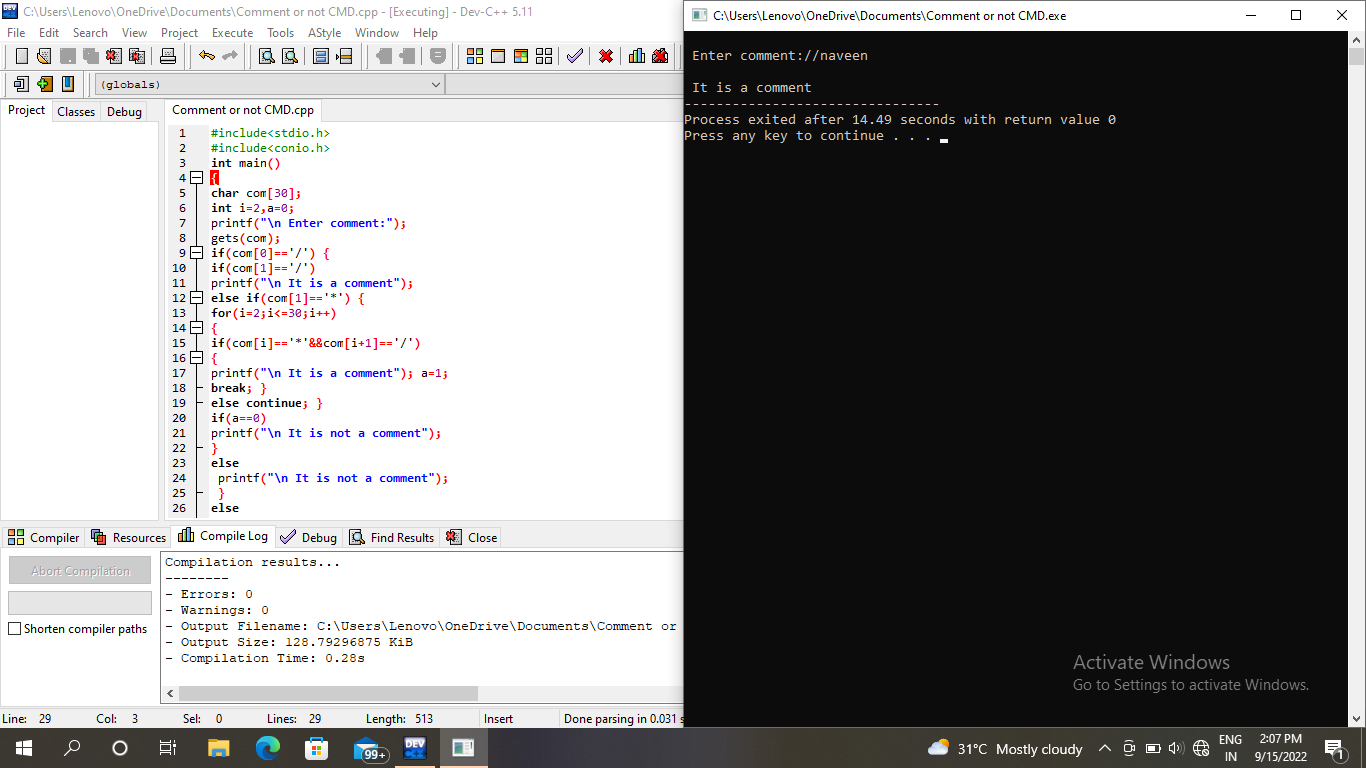 C:\Users\Lenovo\OneDrive\Documents\Comment or not CMD.cpp - [Executing] - Dev-C++ 5.11
File Edit Search View Project Execute Tools AStyle Window Help
(globals)
Project Classes Debug
Comment or not CMD.cpp
1 #include<stdio.h>
2 #include<conio.h>
3 int main()
4 {
5 char com[30];
6 int i=2,a=0;
7 printf("\n Enter comment:");
8 gets(com);
9 if(com[0]=='/') {
10 if(com[1]=='/')
11 printf("\n It is a comment");
12 else if(com[1]=='*') {
13 for(i=2;i<=30;i++)
14 {
15 if(com[i]=='*'&&com[i+1]=='/')
16 {
17 printf("\n It is a comment"); a=1;
18 break; }
19 else continue; }
20 if(a==0)
21 printf("\n It is not a comment");
22 }
23 else
24 printf("\n It is not a comment");
25 }
26 else
Compiler Resources Compile Log Debug Find Results Close
Abort Compilation
Shorten compiler paths
Compilation results...
--------
- Errors: 0
- Warnings: 0
- Output Filename: C:\Users\Lenovo\OneDrive\Documents\Comment or
- Output Size: 128.79296875 KiB
- Compilation Time: 0.28s
Line: 29 Col: 3 Sel: 0 Lines: 29 Length: 513 Insert Done parsing in 0.031 s
C:\Users\Lenovo\OneDrive\Documents\Comment or not CMD.exe
Enter comment://naveen
It is a comment
--------------------------------
Process exited after 14.49 seconds with return value 0
Press any key to continue . . .
Activate Windows
Go to Settings to activate Windows.
99+
DEV
31°C Mostly cloudy
ENG
IN
2:07 PM
9/15/2022
1